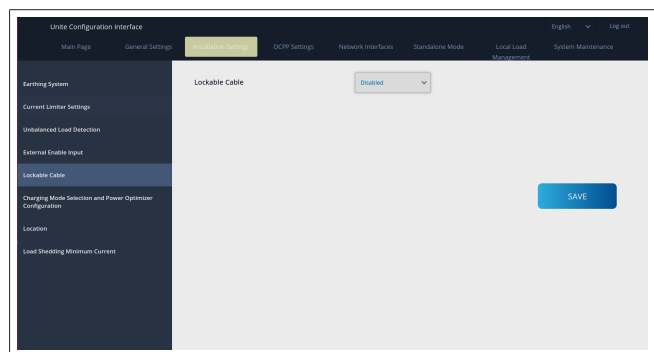 Unite Configuration Interface
English
Log out
Main Page
General Settings
Installation Settings
OCPP Settings
Network Interfaces
Standalone Mode
Local Load
Management
System Maintenance
Earthing System
Lockable Cable
Disabled
Current Limiter Settings
Unbalanced Load Detection
External Enable Input
Lockable Cable
Charging Mode Selection and Power Optimizer
Configuration
SAVE
Location
Load Shedding Minimum Current